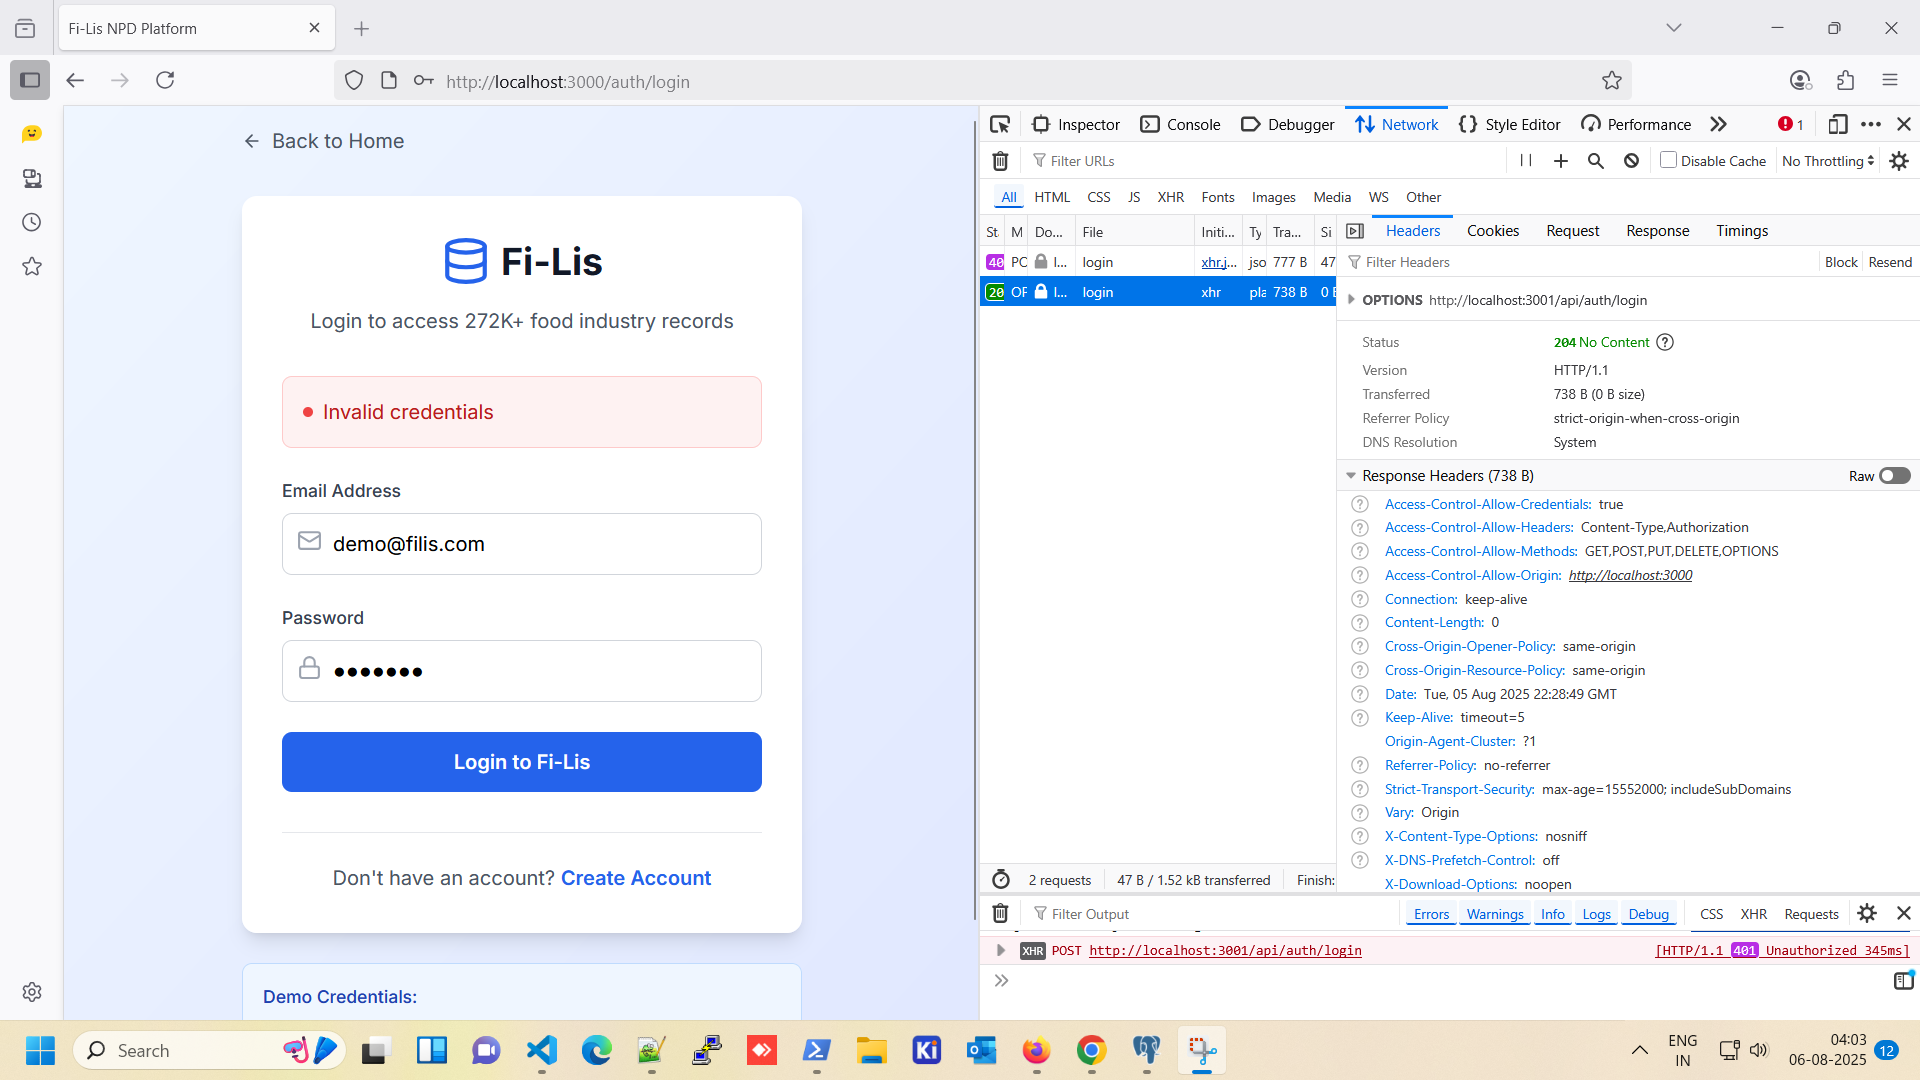 Fi-Lis NPD Platform
http://localhost:3000/auth/login
Back to Home
Fi-Lis
Login to access 272K+ food industry records
Invalid credentials
Email Address
demo@filis.com
Password
Login to Fi-Lis
Don't have an account? Create Account
Demo Credentials:
Inspector Console Debugger Network Style Editor Performance 1
Filter URLs Disable Cache No Throttling
All HTML CSS JS XHR Fonts Images Media WS Other
St M Do... File Initi... Ty Tra... Si
40 PC l... login xhr.j... jso 777 B 47
20 OP l... login xhr pla 738 B 0 B
2 requests 47 B / 1.52 kB transferred Finish:
Headers Cookies Request Response Timings
Filter Headers Block Resend
OPTIONS http://localhost:3001/api/auth/login
Status 204 No Content
Version HTTP/1.1
Transferred 738 B (0 B size)
Referrer Policy strict-origin-when-cross-origin
DNS Resolution System
Response Headers (738 B) Raw
Access-Control-Allow-Credentials: true
Access-Control-Allow-Headers: Content-Type,Authorization
Access-Control-Allow-Methods: GET,POST,PUT,DELETE,OPTIONS
Access-Control-Allow-Origin: http://localhost:3000
Connection: keep-alive
Content-Length: 0
Cross-Origin-Opener-Policy: same-origin
Cross-Origin-Resource-Policy: same-origin
Date: Tue, 05 Aug 2025 22:28:49 GMT
Keep-Alive: timeout=5
Origin-Agent-Cluster: ?1
Referrer-Policy: no-referrer
Strict-Transport-Security: max-age=15552000; includeSubDomains
Vary: Origin
X-Content-Type-Options: nosniff
X-DNS-Prefetch-Control: off
X-Download-Options: noopen
Filter Output Errors Warnings Info Logs Debug CSS XHR Requests
XHR POST http://localhost:3001/api/auth/login [HTTP/1.1 401 Unauthorized 345ms]
Search Ki ENG IN 04:03 06-08-2025 12